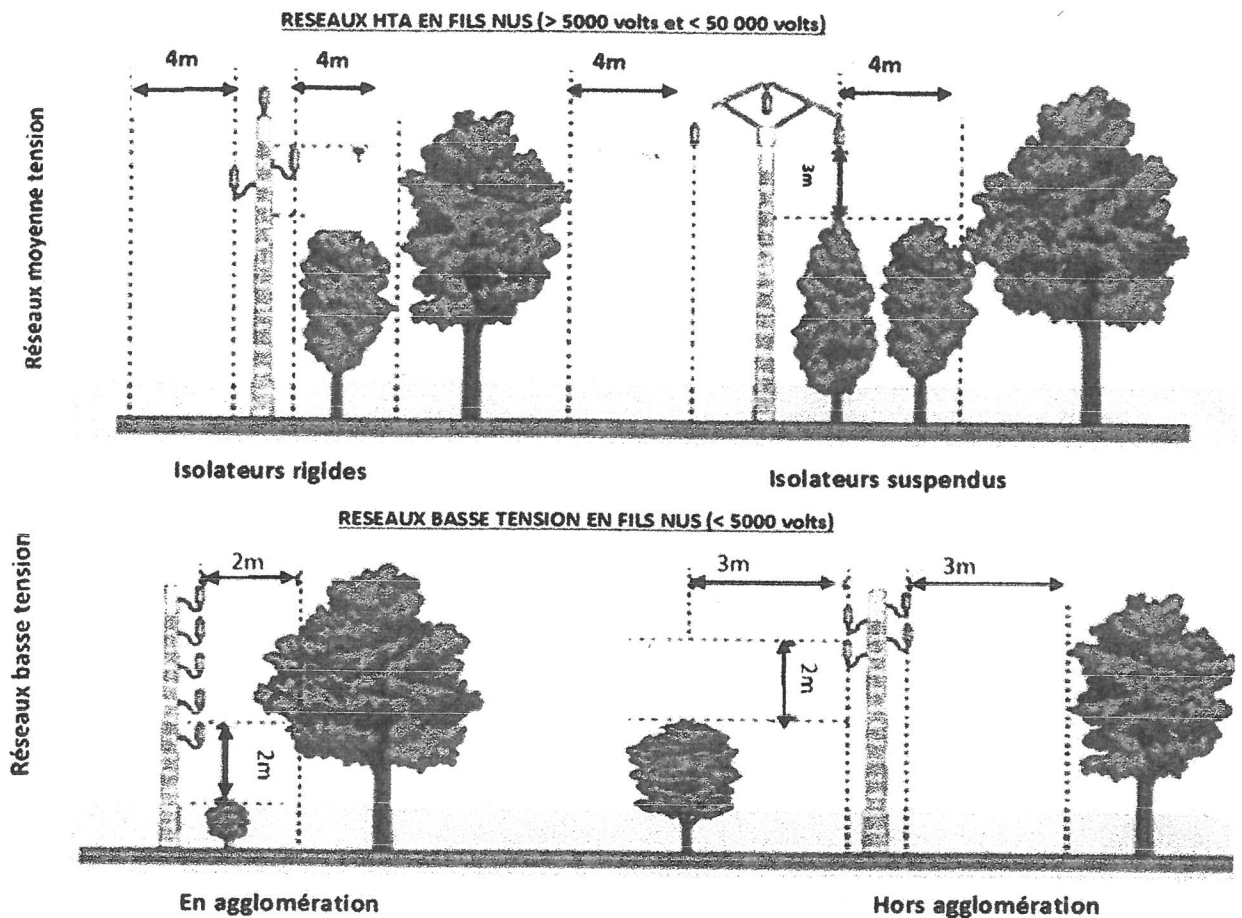 RESEAUX HTA EN FILS NUS (> 5000 volts et < 50 000 volts)
4m
4m
4m
4m
Réseaux moyenne tension
3m
Isolateurs rigides
Isolateurs suspendus
RESEAUX BASSE TENSION EN FILS NUS (< 5000 volts)
Réseaux basse tension
2m
3m
3m
2m
2m
En agglomération
Hors agglomération